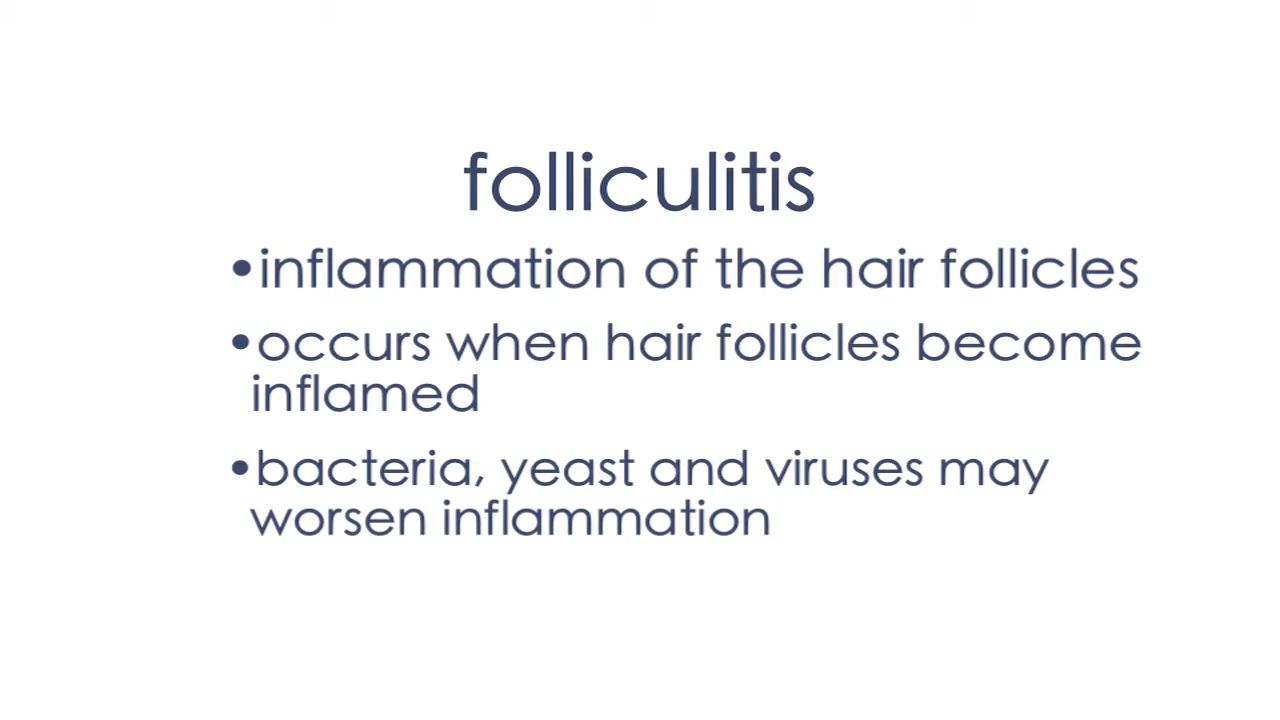 folliculitis
•inflammation of the hair follicles
•occurs when hair follicles become
inflamed
•bacteria, yeast and viruses may
worsen inflammation